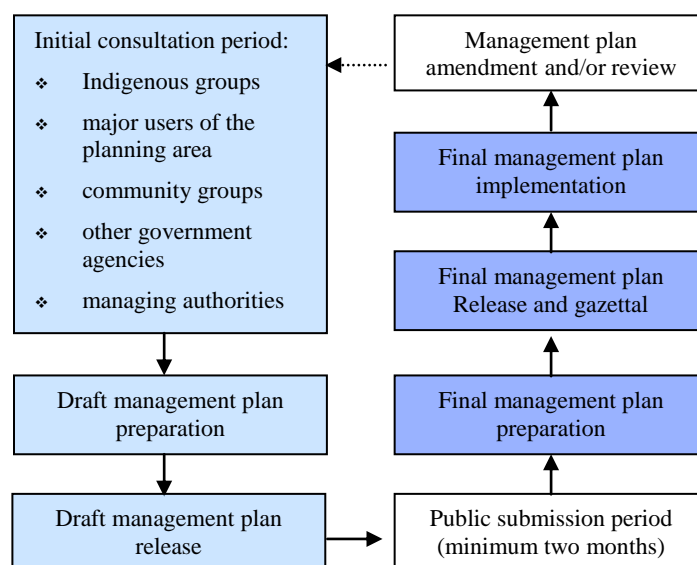 Initial consultation period:
❖ Indigenous groups
❖ major users of the
planning area
❖ community groups
❖ other government
agencies
❖ managing authorities
Draft management plan
preparation
Draft management plan
release
Public submission period
(minimum two months)
Final management plan
preparation
Final management plan
Release and gazettal
Final management plan
implementation
Management plan
amendment and/or review